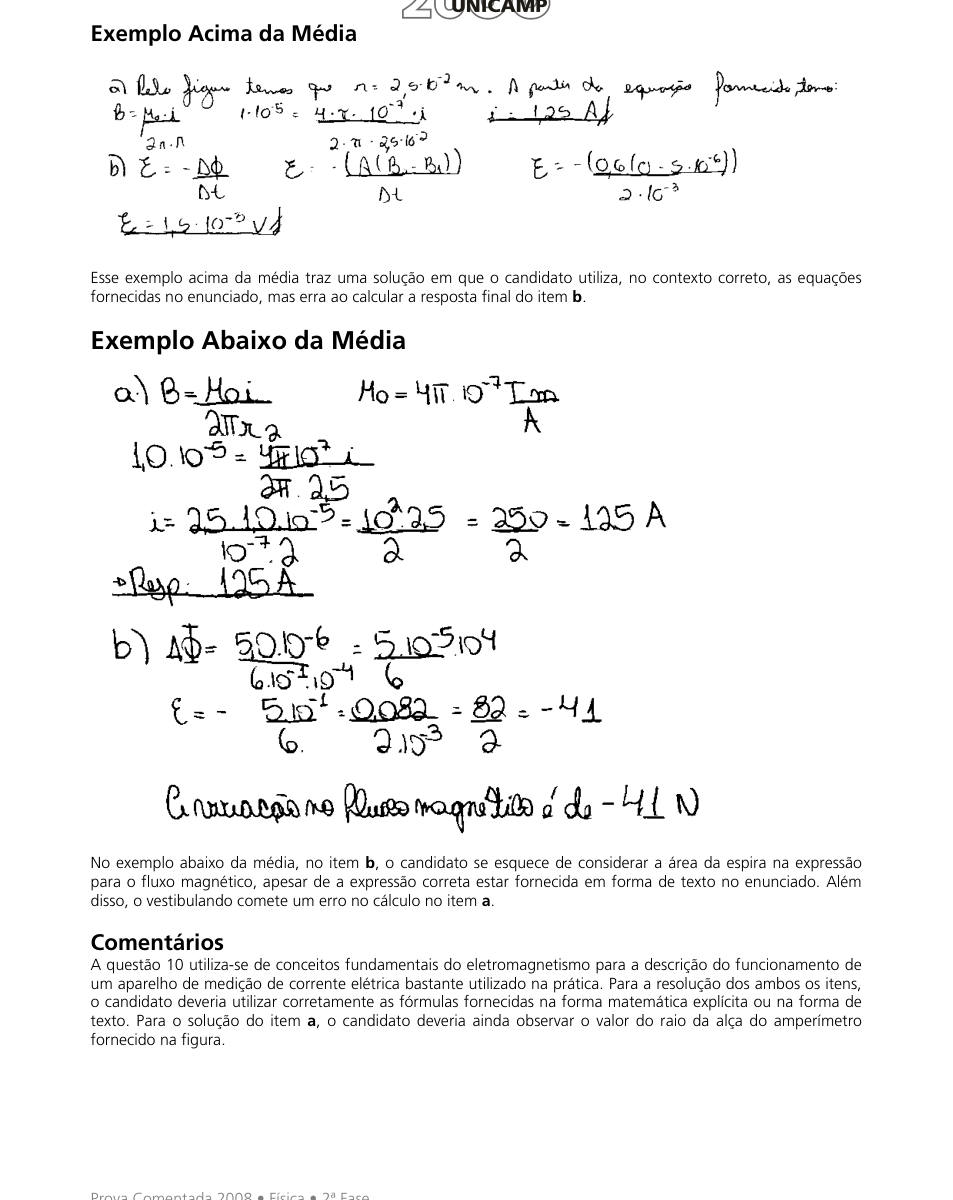 2008
UNICAMP
Exemplo Acima da Média
a) Pela figura temos que r = 2,5·10⁻² m. A partir da equação fornecida, temos:
B = μ₀·i / 2π·r   1·10⁻⁵ = 4·π·10⁻⁷·i / 2·π·2,5·10⁻²   i = 1,25 A
b) ε = -ΔΦ/Δt   ε = -(A(B₂ - B₁))/Δt   ε = -(0,6(0 - 5·10⁻⁶))/2·10⁻³
ε = 1,5·10⁻³ V
Esse exemplo acima da média traz uma solução em que o candidato utiliza, no contexto correto, as equações
fornecidas no enunciado, mas erra ao calcular a resposta final do item b.
Exemplo Abaixo da Média
a) B = μ₀i / 2πr   μ₀ = 4π.10⁻⁷ Tm/A
1,0.10⁻⁵ = 4π10⁷ i / 2π.2,5
i = 2,5.1,0.10⁻⁵ / 10⁻⁷.2 = 10².2,5 / 2 = 250/2 = 125 A
→Resp: 125 A
b) ΔΦ = 5,0.10⁻⁶ / 6.10⁻¹.10⁻⁴ = 5.10⁻⁵.10⁴ / 6
ε = - 5.10⁻¹ / 6. = 0,082 / 2.10⁻³ = 82/2 = -41
A variação no fluxo magnético é de -41 N
No exemplo abaixo da média, no item b, o candidato se esquece de considerar a área da espira na expressão
para o fluxo magnético, apesar de a expressão correta estar fornecida em forma de texto no enunciado. Além
disso, o vestibulando comete um erro no cálculo no item a.
Comentários
A questão 10 utiliza-se de conceitos fundamentais do eletromagnetismo para a descrição do funcionamento de
um aparelho de medição de corrente elétrica bastante utilizado na prática. Para a resolução dos ambos os itens,
o candidato deveria utilizar corretamente as fórmulas fornecidas na forma matemática explícita ou na forma de
texto. Para o solução do item a, o candidato deveria ainda observar o valor do raio da alça do amperímetro
fornecido na figura.
Prova Comentada 2008 • Física • 2ª Fase